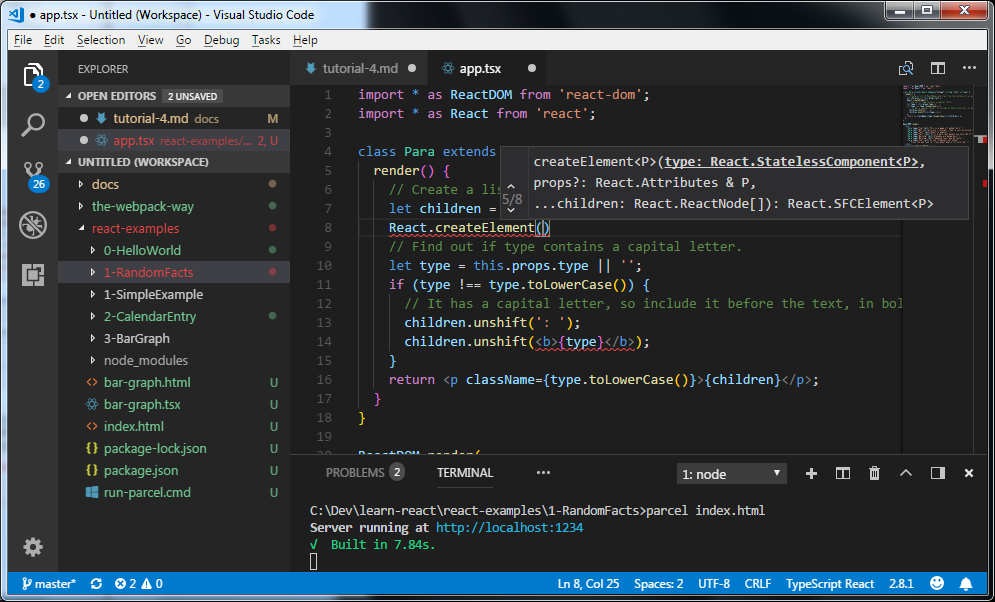 ● app.tsx - Untitled (Workspace) - Visual Studio Code
File Edit Selection View Go Debug Tasks Help
2
26
EXPLORER
OPEN EDITORS 2 UNSAVED
tutorial-4.md docs M
app.tsx react-examples/... 2, U
UNTITLED (WORKSPACE)
docs
the-webpack-way
react-examples
0-HelloWorld
1-RandomFacts
1-SimpleExample
2-CalendarEntry
3-BarGraph
node_modules
bar-graph.html U
bar-graph.tsx U
index.html U
package-lock.json U
package.json U
run-parcel.cmd U
tutorial-4.md ● app.tsx ●
1 import * as ReactDOM from 'react-dom';
2 import * as React from 'react';
3
4 class Para extends
5 render() {
6 // Create a lis
7 let children =
8 React.createElement()
9 // Find out if type contains a capital letter.
10 let type = this.props.type || '';
11 if (type !== type.toLowerCase()) {
12 // It has a capital letter, so include it before the text, in bol
13 children.unshift(': ');
14 children.unshift(<b>{type}</b>);
15 }
16 return <p className={type.toLowerCase()}>{children}</p>;
17 }
18 }
19
20 ReactDOM.render(
5/8
createElement<P>(type: React.StatelessComponent<P>,
props?: React.Attributes & P,
...children: React.ReactNode[]): React.SFCElement<P>
PROBLEMS 2 TERMINAL ••• 1: node
C:\Dev\learn-react\react-examples\1-RandomFacts>parcel index.html
Server running at http://localhost:1234
√ Built in 7.84s.
master* 2 0 Ln 8, Col 25 Spaces: 2 UTF-8 CRLF TypeScript React 2.8.1